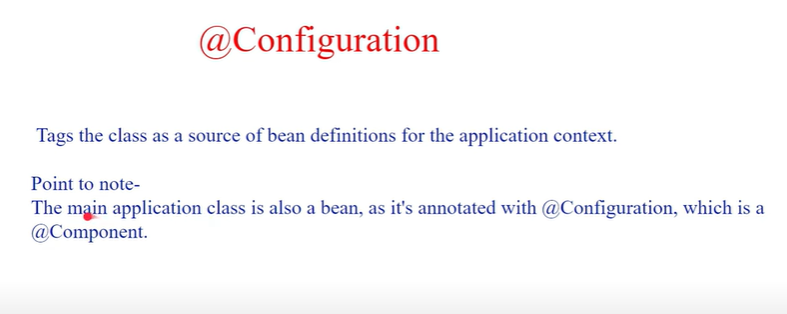 @Configuration
Tags the class as a source of bean definitions for the application context.
Point to note-
The main application class is also a bean, as it's annotated with @Configuration, which is a
@Component.